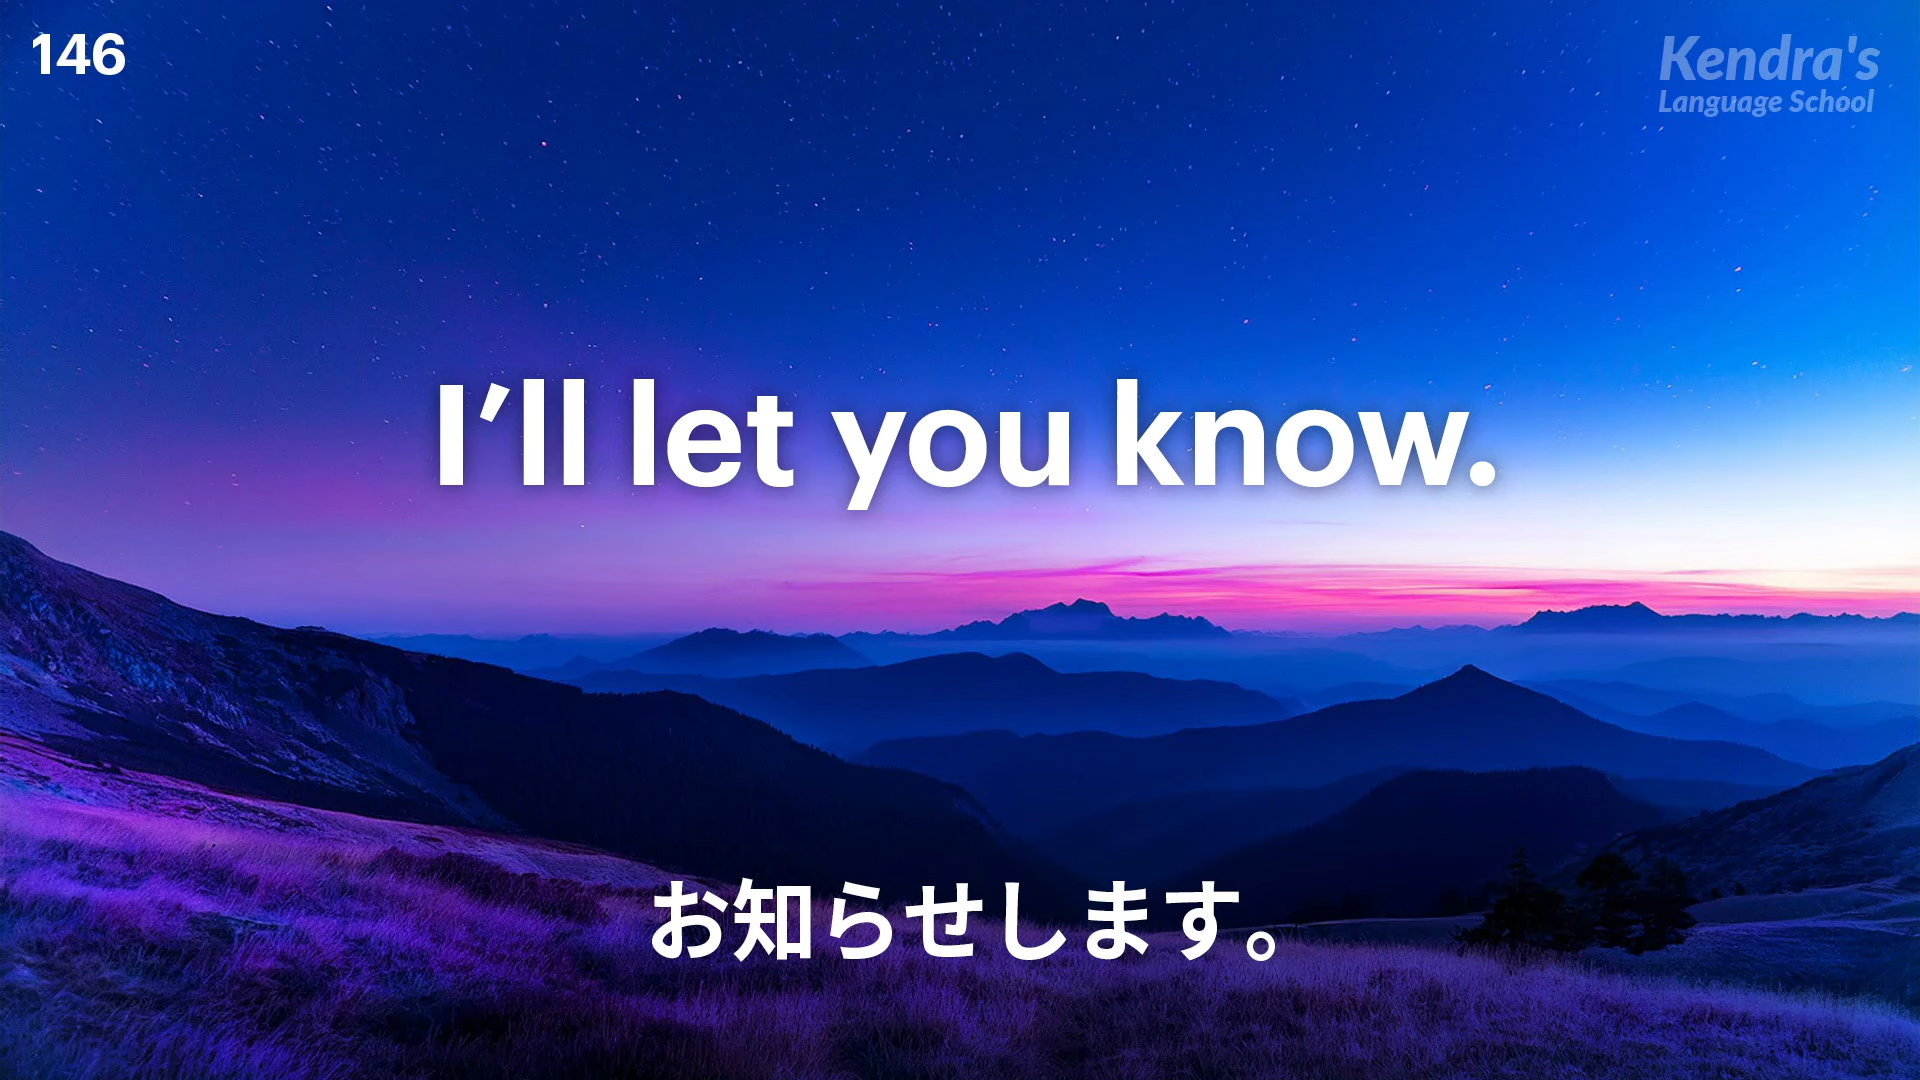 146
Kendra's
Language School
I’ll let you know.
お知らせします。